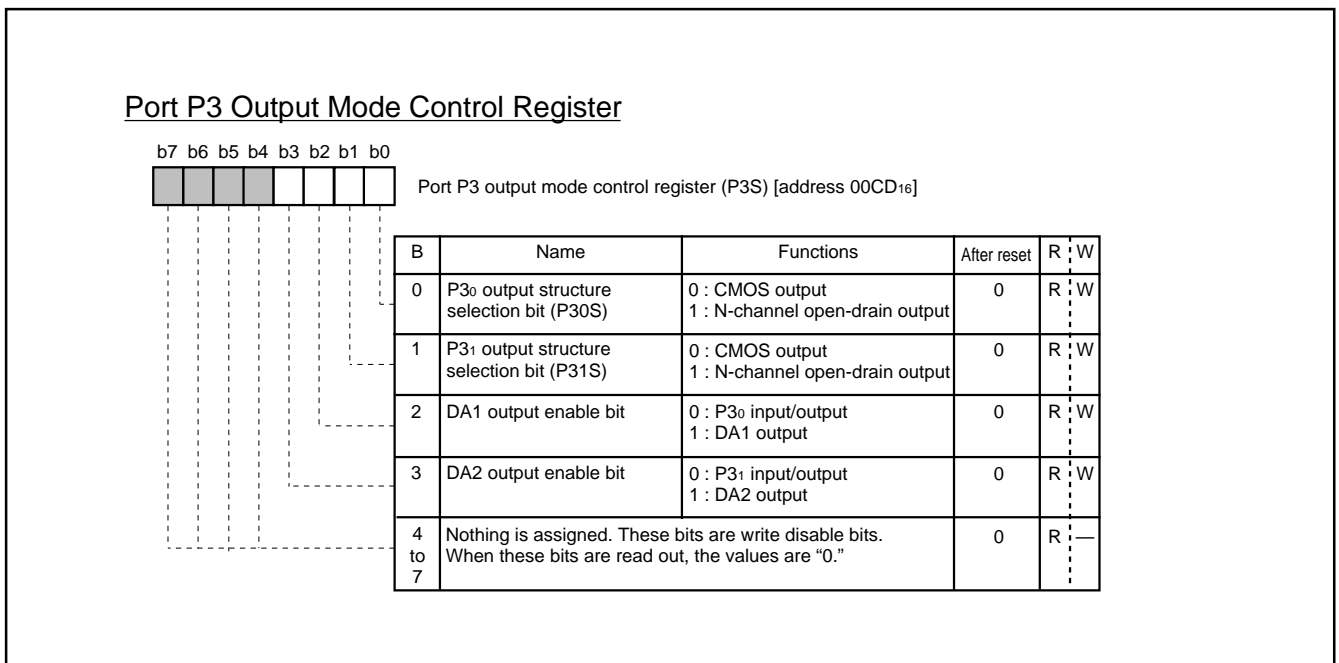 Port P3 Output Mode Control Register
b7 b6 b5 b4 b3 b2 b1 b0
Port P3 output mode control register (P3S) [address 00CD₁₆]
B Name Functions After reset R W
0 P3₀ output structure selection bit (P30S) 0 : CMOS output 0 R W
1 : N-channel open-drain output
1 P3₁ output structure selection bit (P31S) 0 : CMOS output 0 R W
1 : N-channel open-drain output
2 DA1 output enable bit 0 : P3₀ input/output 0 R W
1 : DA1 output
3 DA2 output enable bit 0 : P3₁ input/output 0 R W
1 : DA2 output
4 to 7 Nothing is assigned. These bits are write disable bits. 0 R —
When these bits are read out, the values are “0.”